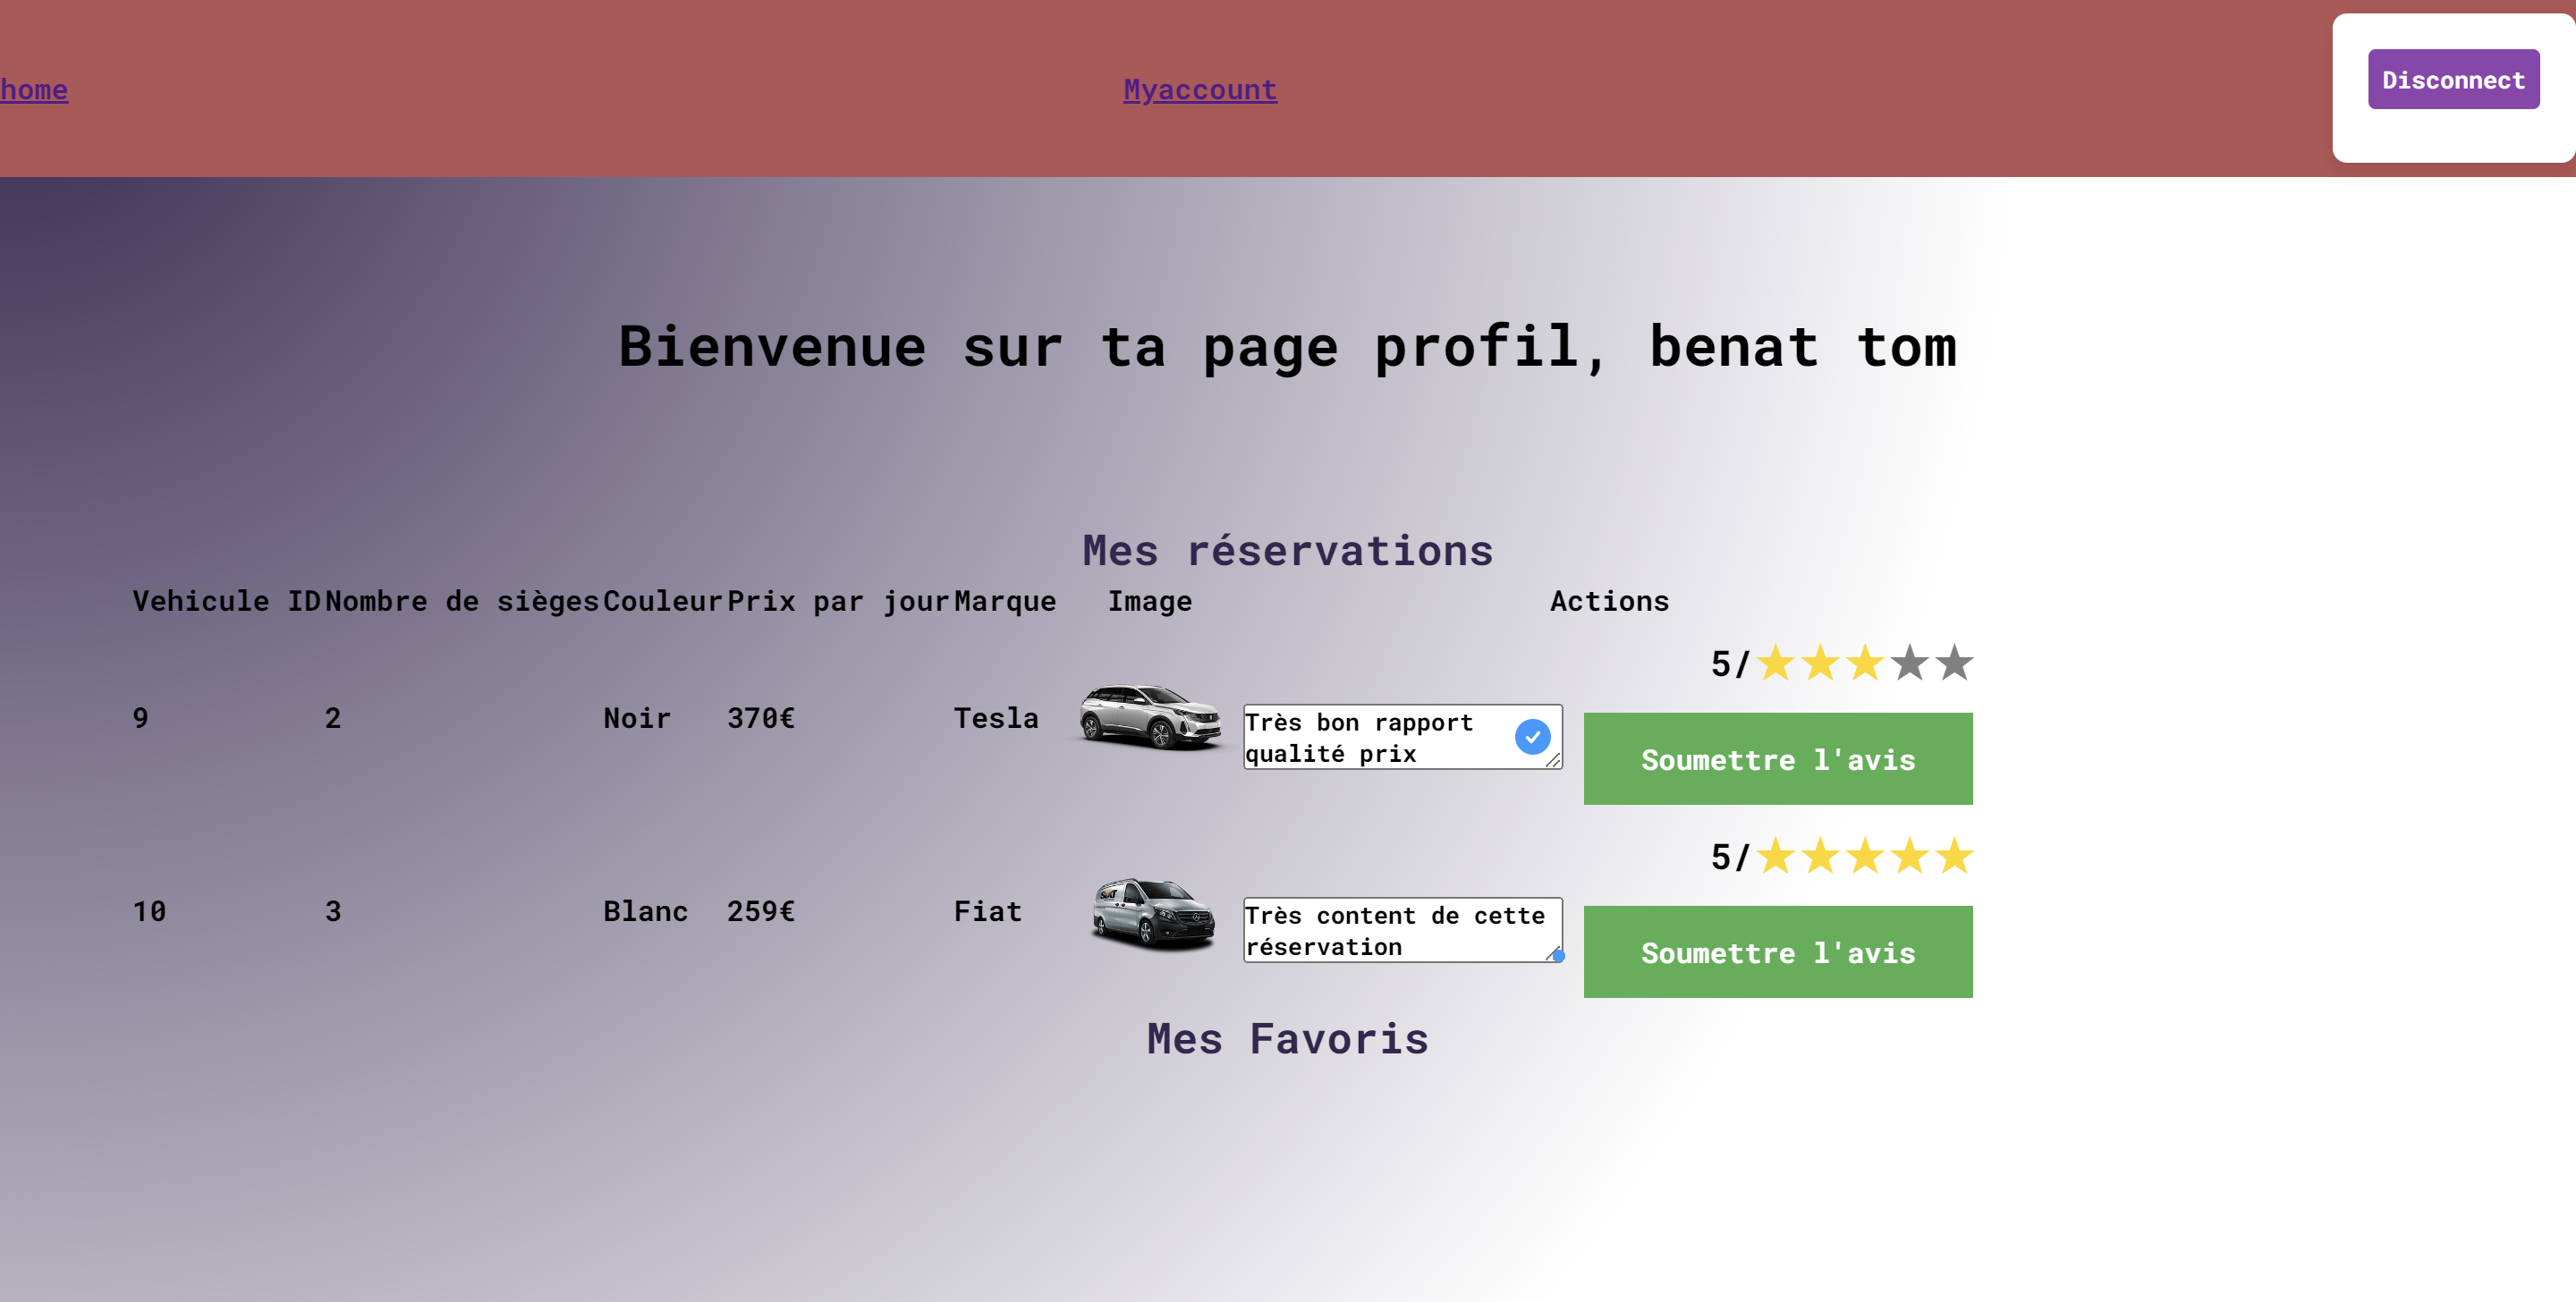 home
Myaccount
Disconnect
Bienvenue sur ta page profil, benat tom
Mes réservations
Vehicule ID Nombre de sièges Couleur Prix par jour Marque Image Actions
5/
9 2 Noir 370€ Tesla
Très bon rapport
qualité prix
Soumettre l'avis
5/
10 3 Blanc 259€ Fiat
Très content de cette
réservation
Soumettre l'avis
SIXT
Mes Favoris